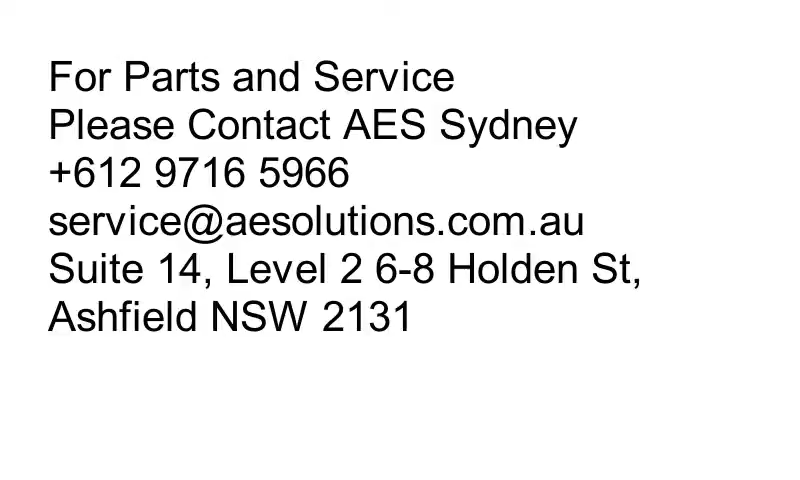 For Parts and Service
Please Contact AES Sydney
+612 9716 5966
service@aesolutions.com.au
Suite 14, Level 2 6-8 Holden St,
Ashfield NSW 2131